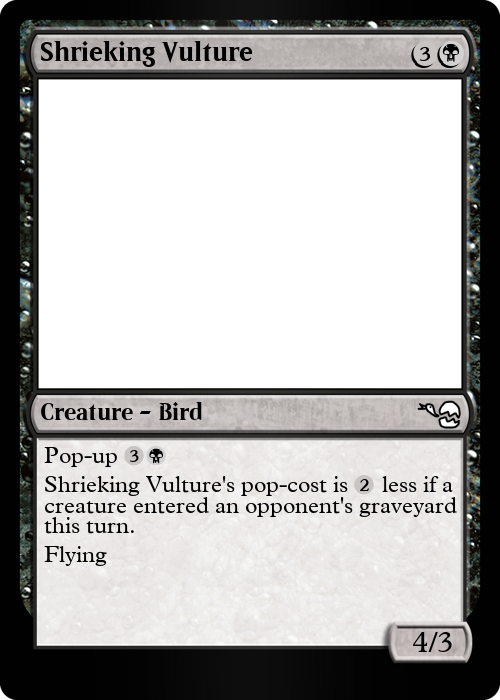 Shrieking Vulture 3
Creature – Bird
Pop-up 3
Shrieking Vulture's pop-cost is 2 less if a
creature entered an opponent's graveyard
this turn.
Flying
4/3